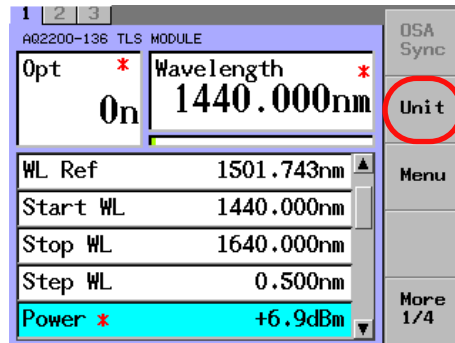 1 2 3
AQ2200-136 TLS MODULE
Opt *
On
Wavelength *
1440.000nm
WL Ref 1501.743nm
Start WL 1440.000nm
Stop WL 1640.000nm
Step WL 0.500nm
Power * +6.9dBm
OSA
Sync
Unit
Menu
More
1/4